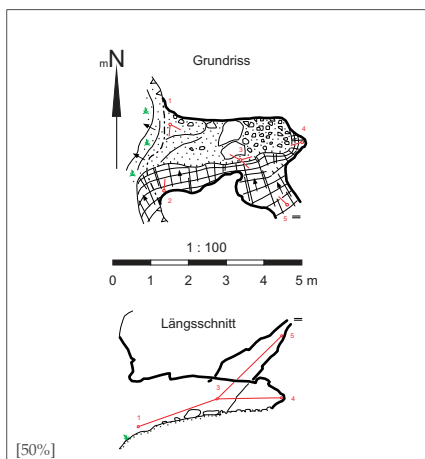 mN
Grundriss
1
4
3
2
5
=
1 : 100
0 1 2 3 4 5 m
Längsschnitt
=
5
3
4
1
[50%]